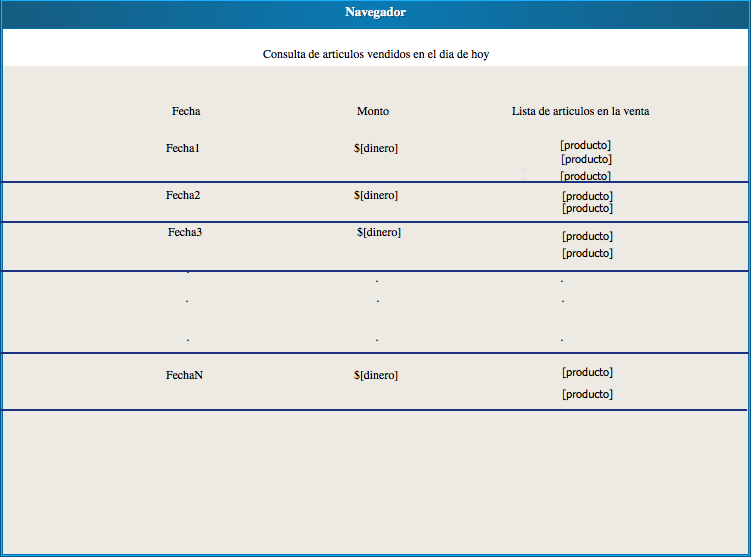 Navegador
Consulta de articulos vendidos en el dia de hoy
Fecha Monto Lista de articulos en la venta
Fecha1 $[dinero] [producto]
[producto]
[producto]
Fecha2 $[dinero] [producto]
[producto]
Fecha3 $[dinero] [producto]
[producto]
. . .
. . .
. . .
FechaN $[dinero] [producto]
[producto]